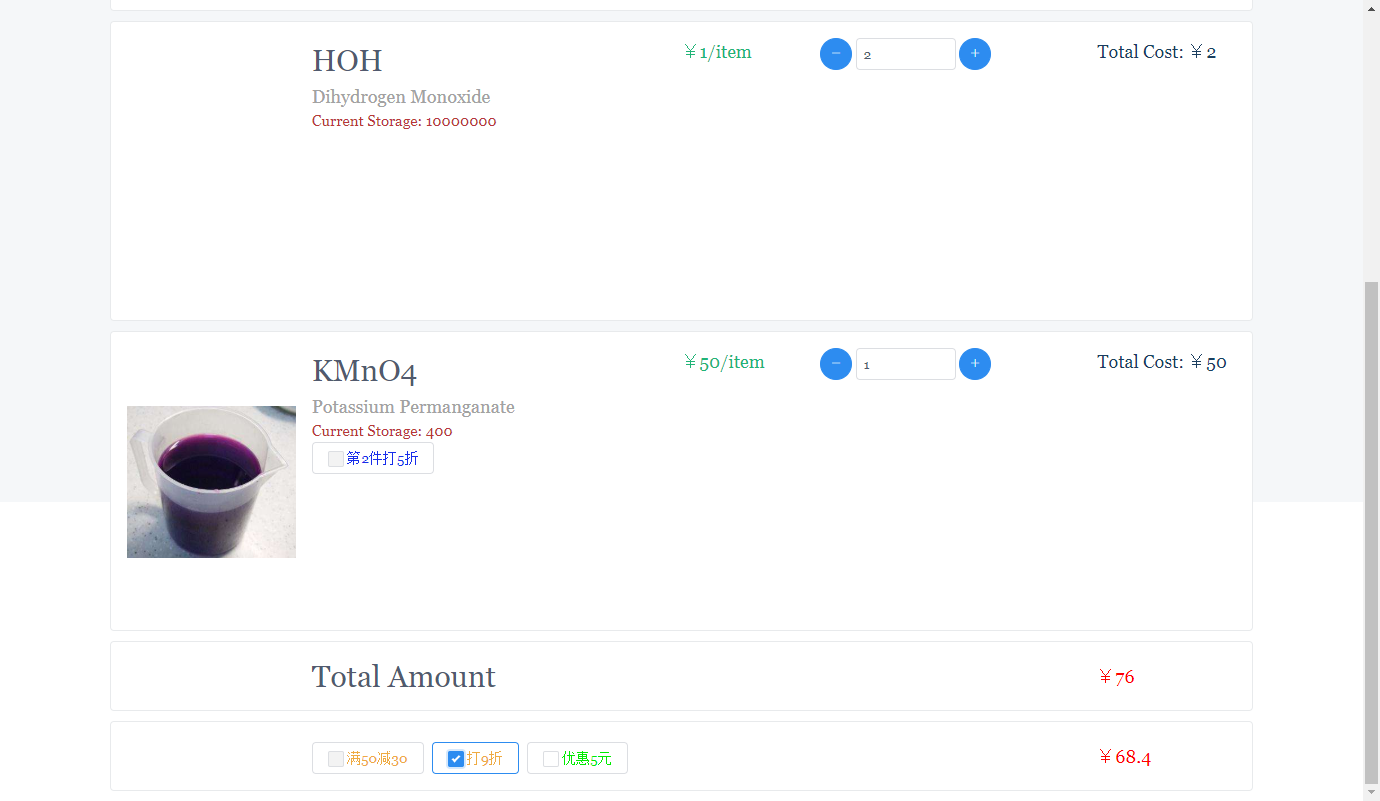 HOH
￥1/item
2
Total Cost: ￥2
Dihydrogen Monoxide
Current Storage: 10000000
KMnO4
￥50/item
1
Total Cost: ￥50
Potassium Permanganate
Current Storage: 400
第2件打5折
Total Amount
￥76
满50减30
打9折
优惠5元
￥68.4